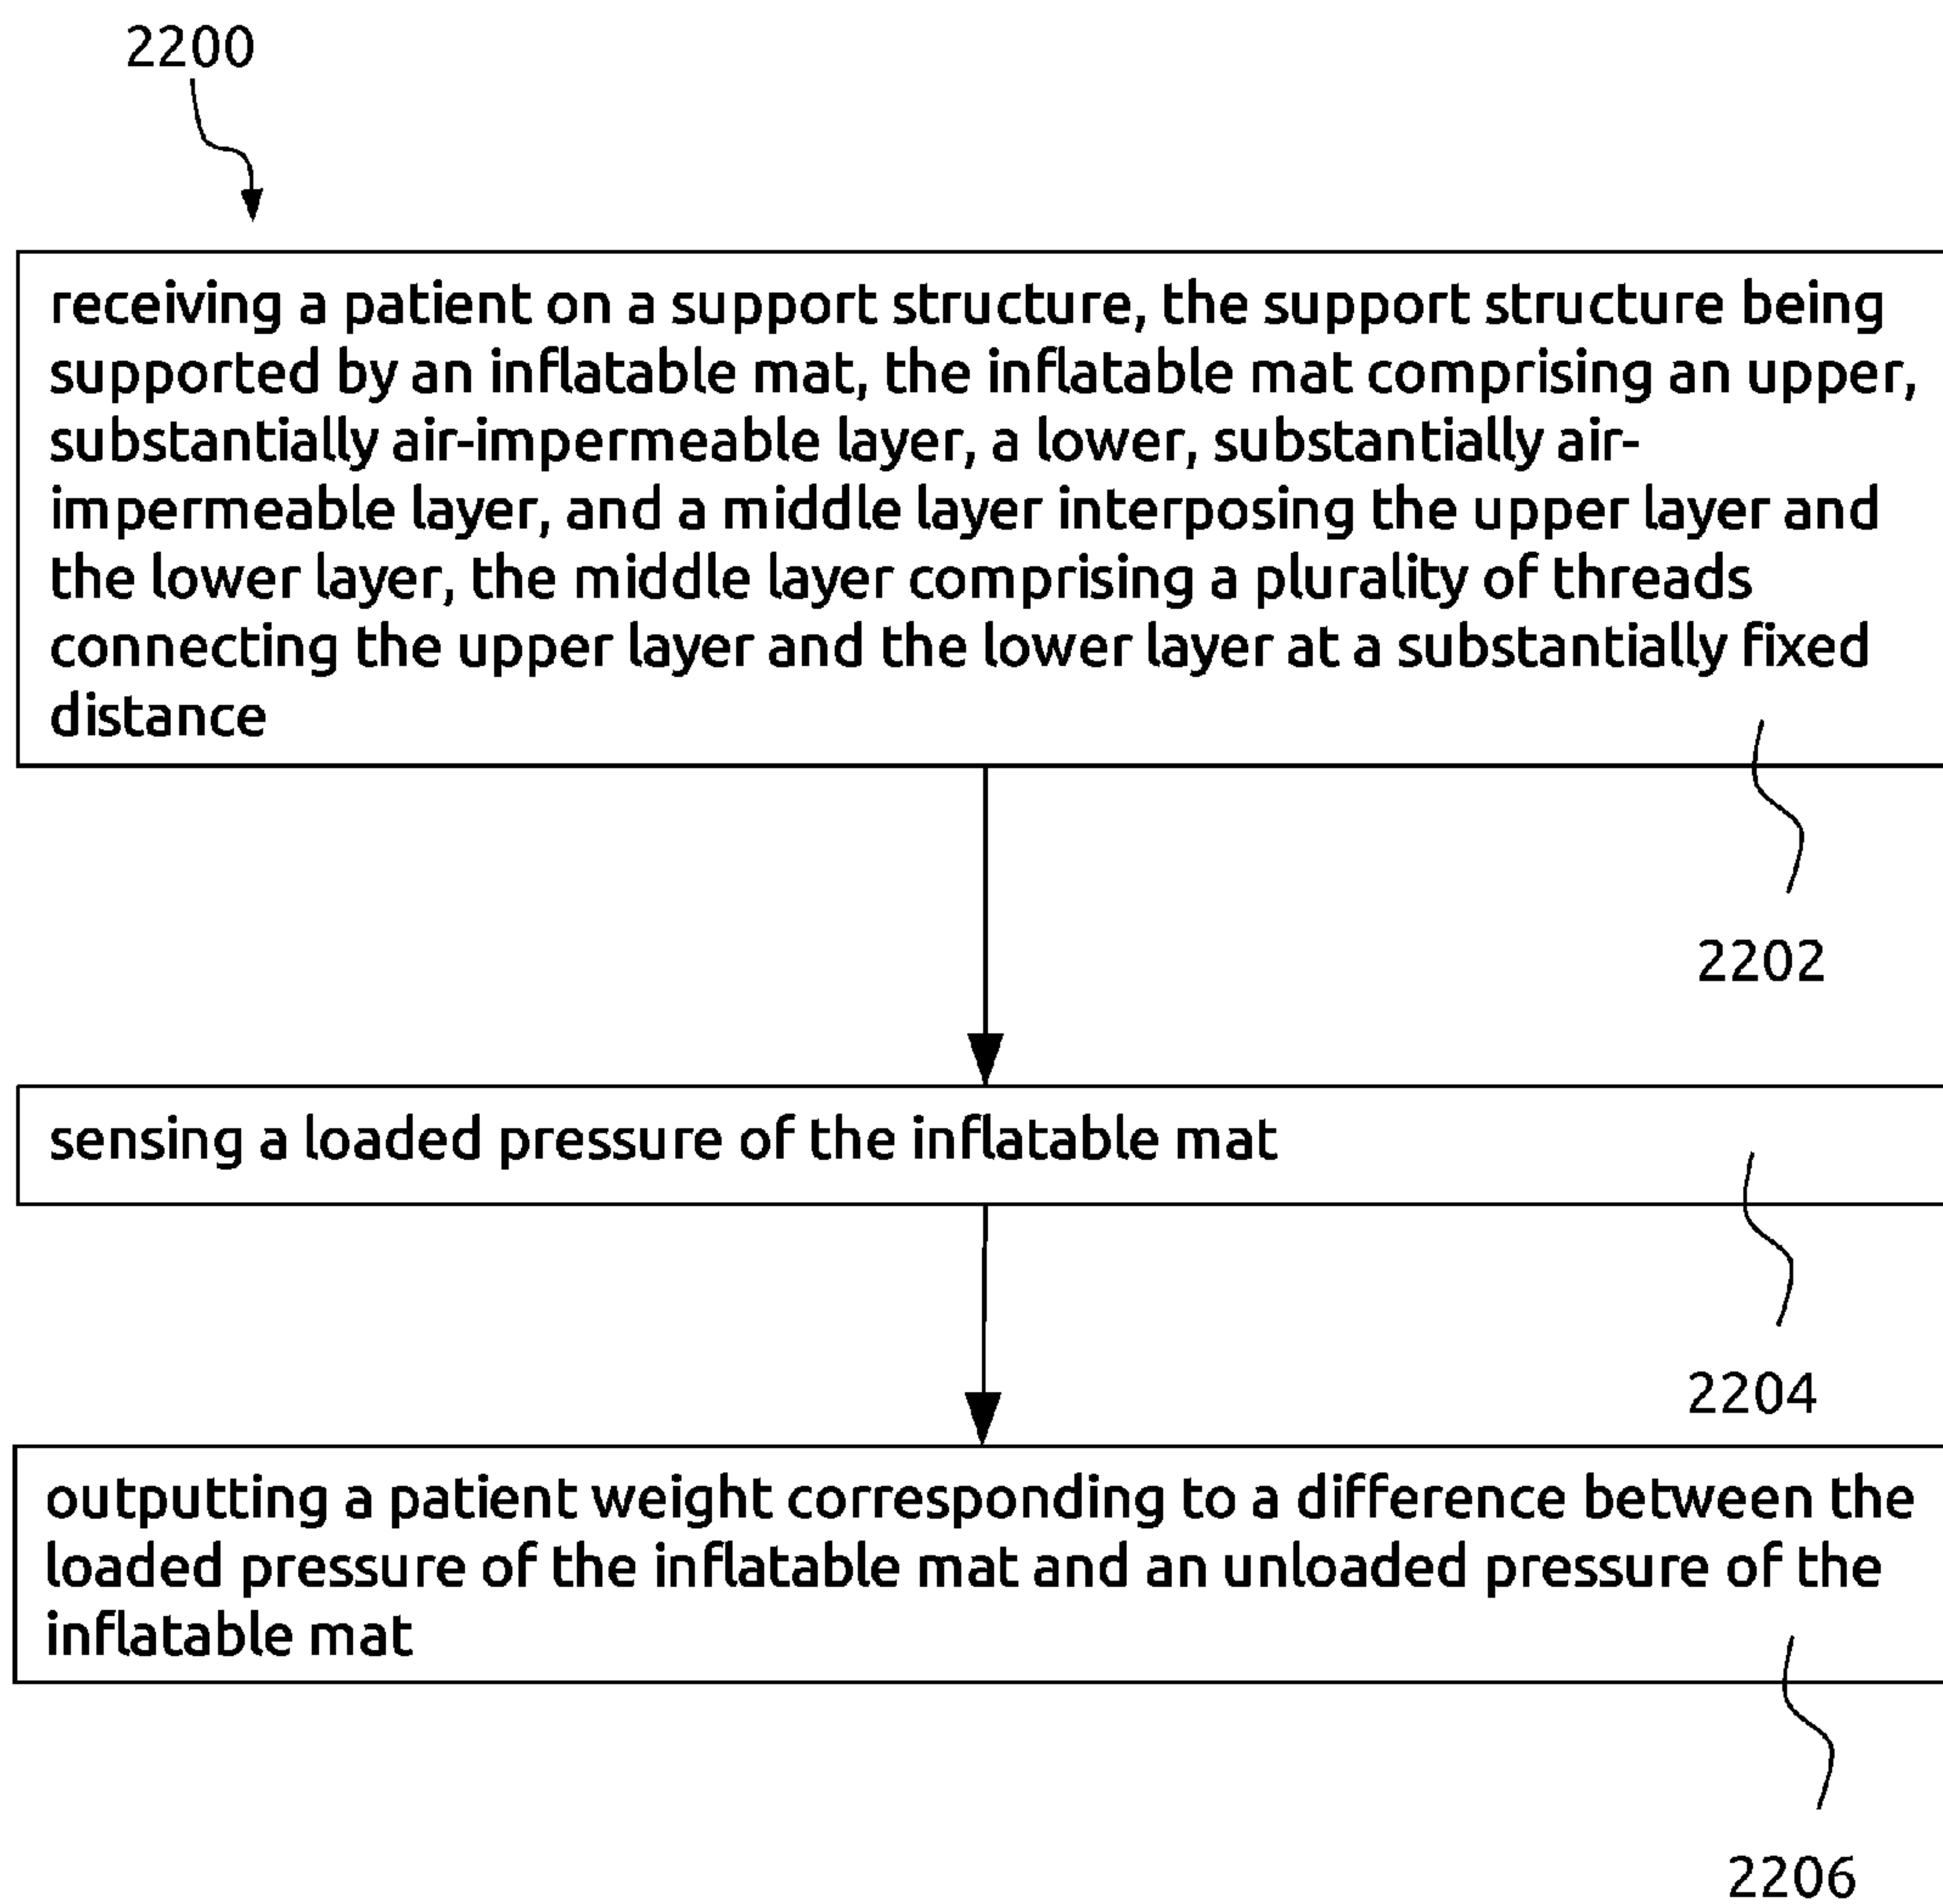 2200
receiving a patient on a support structure, the support structure being
supported by an inflatable mat, the inflatable mat comprising an upper,
substantially air-impermeable layer, a lower, substantially air-
impermeable layer, and a middle layer interposing the upper layer and
the lower layer, the middle layer comprising a plurality of threads
connecting the upper layer and the lower layer at a substantially fixed
distance
2202
sensing a loaded pressure of the inflatable mat
2204
outputting a patient weight corresponding to a difference between the
loaded pressure of the inflatable mat and an unloaded pressure of the
inflatable mat
2206